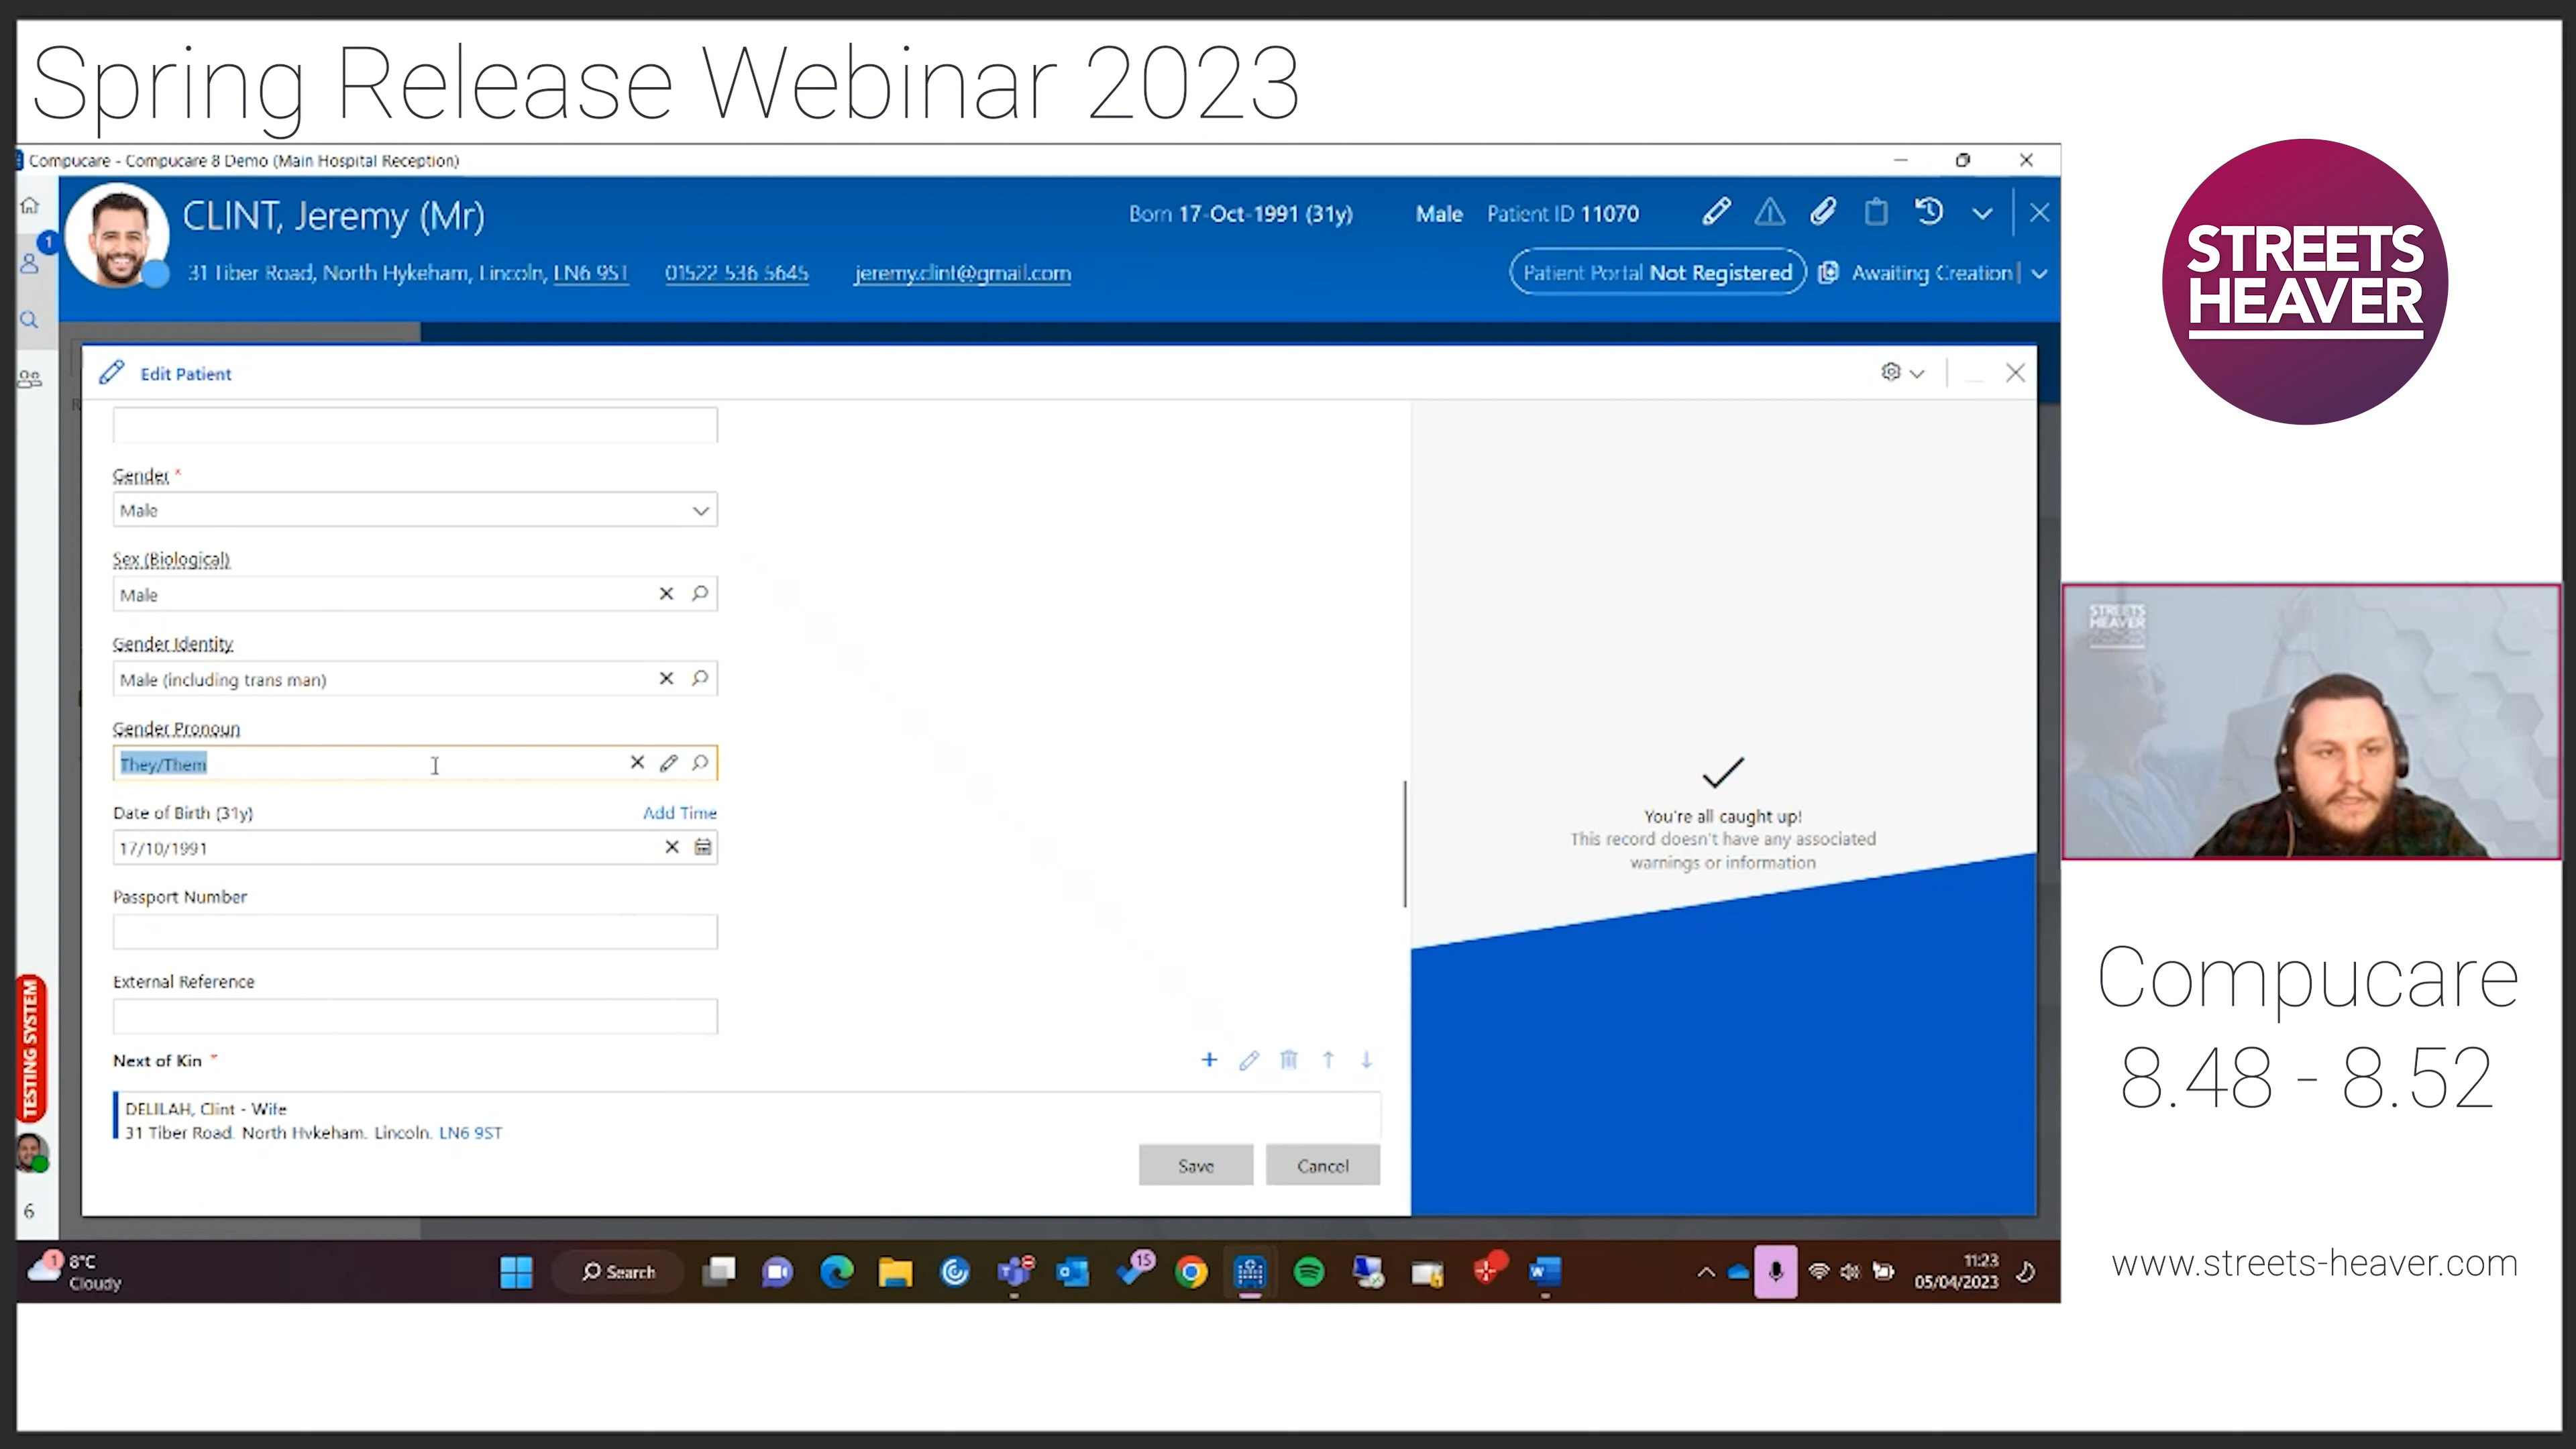 Spring Release Webinar 2023
Compucare - Compucare 8 Demo (Main Hospital Reception)
CLINT, Jeremy (Mr)
Born 17-Oct-1991 (31y)
Male
Patient ID 11070
31 Tiber Road, North Hykeham, Lincoln, LN6 9ST
01522 536 5645
jeremy.clint@gmail.com
Patient Portal Not Registered
Awaiting Creation
1
Edit Patient
Gender *
Male
Sex (Biological)
Male
Gender Identity
Male (including trans man)
Gender Pronoun
They/Them
Date of Birth (31y)
Add Time
17/10/1991
Passport Number
External Reference
Next of Kin *
DELILAH, Clint - Wife
31 Tiber Road, North Hykeham, Lincoln, LN6 9ST
Save
Cancel
You're all caught up!
This record doesn't have any associated
warnings or information
TESTING SYSTEM
6
1
8°C
Cloudy
Search
15
11:23
05/04/2023
STREETS
HEAVER
STREETS
HEAVER
Compucare
8.48 - 8.52
www.streets-heaver.com